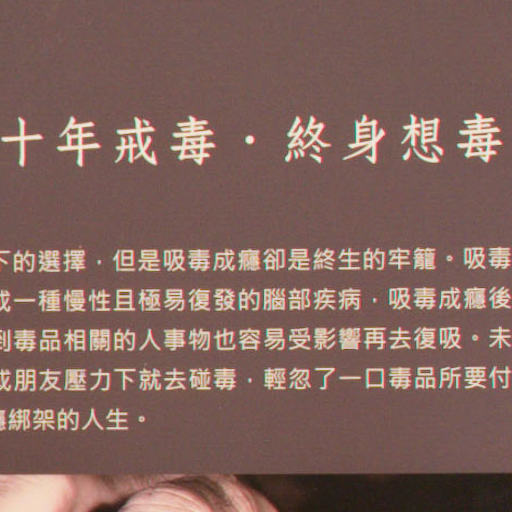 十年戒毒・終身想毒
下的選擇，但是吸毒成癮卻是終生的牢籠。吸毒
成一種慢性且極易復發的腦部疾病，吸毒成癮後
到毒品相關的人事物也容易受影響再去復吸。未
或朋友壓力下就去碰毒，輕忽了一口毒品所要付
癮綁架的人生。